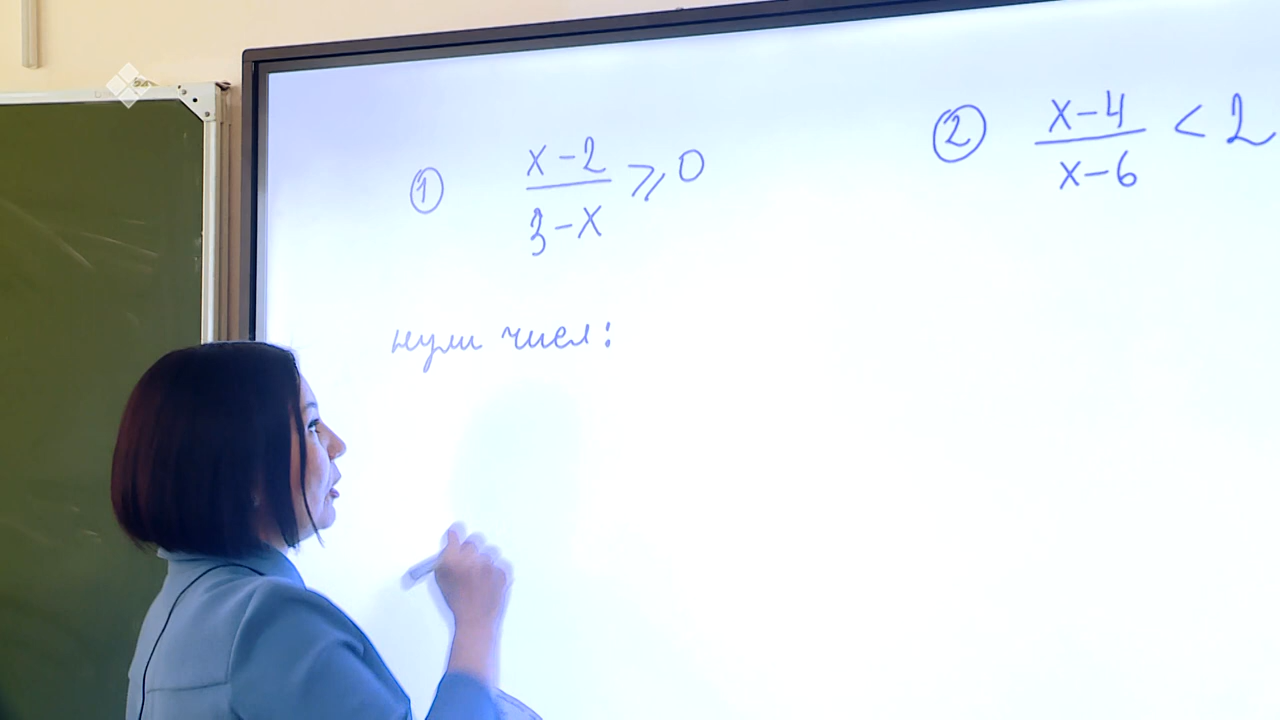 ① x-2/3-x ⩾ 0
② x-4/x-6 < 2
нули числ: